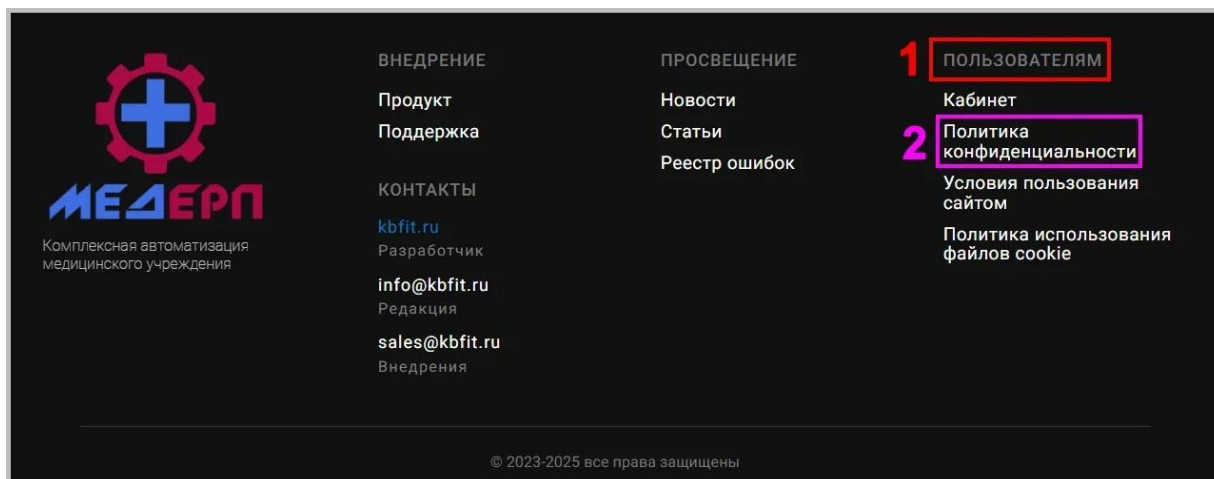 МЕДЕРП
Комплексная автоматизация
медицинского учреждения
ВНЕДРЕНИЕ
Продукт
Поддержка
КОНТАКТЫ
kbfit.ru
Разработчик
info@kbfit.ru
Редакция
sales@kbfit.ru
Внедрения
ПРОСВЕЩЕНИЕ
Новости
Статьи
Реестр ошибок
1 ПОЛЬЗОВАТЕЛЯМ
Кабинет
2 Политика
конфиденциальности
Условия пользования
сайтом
Политика использования
файлов cookie
© 2023-2025 все права защищены